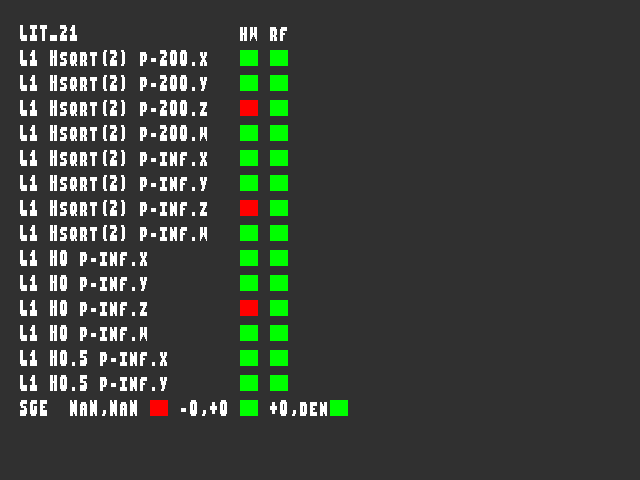 LIT_21 HW RF
L1 HSQRT(2) P-200.X
L1 HSQRT(2) P-200.Y
L1 HSQRT(2) P-200.Z
L1 HSQRT(2) P-200.W
L1 HSQRT(2) P-INF.X
L1 HSQRT(2) P-INF.Y
L1 HSQRT(2) P-INF.Z
L1 HSQRT(2) P-INF.W
L1 H0 P-INF.X
L1 H0 P-INF.Y
L1 H0 P-INF.Z
L1 H0 P-INF.W
L1 H0.5 P-INF.X
L1 H0.5 P-INF.Y
SGE NAN,NAN -0,+0 +0,DEN